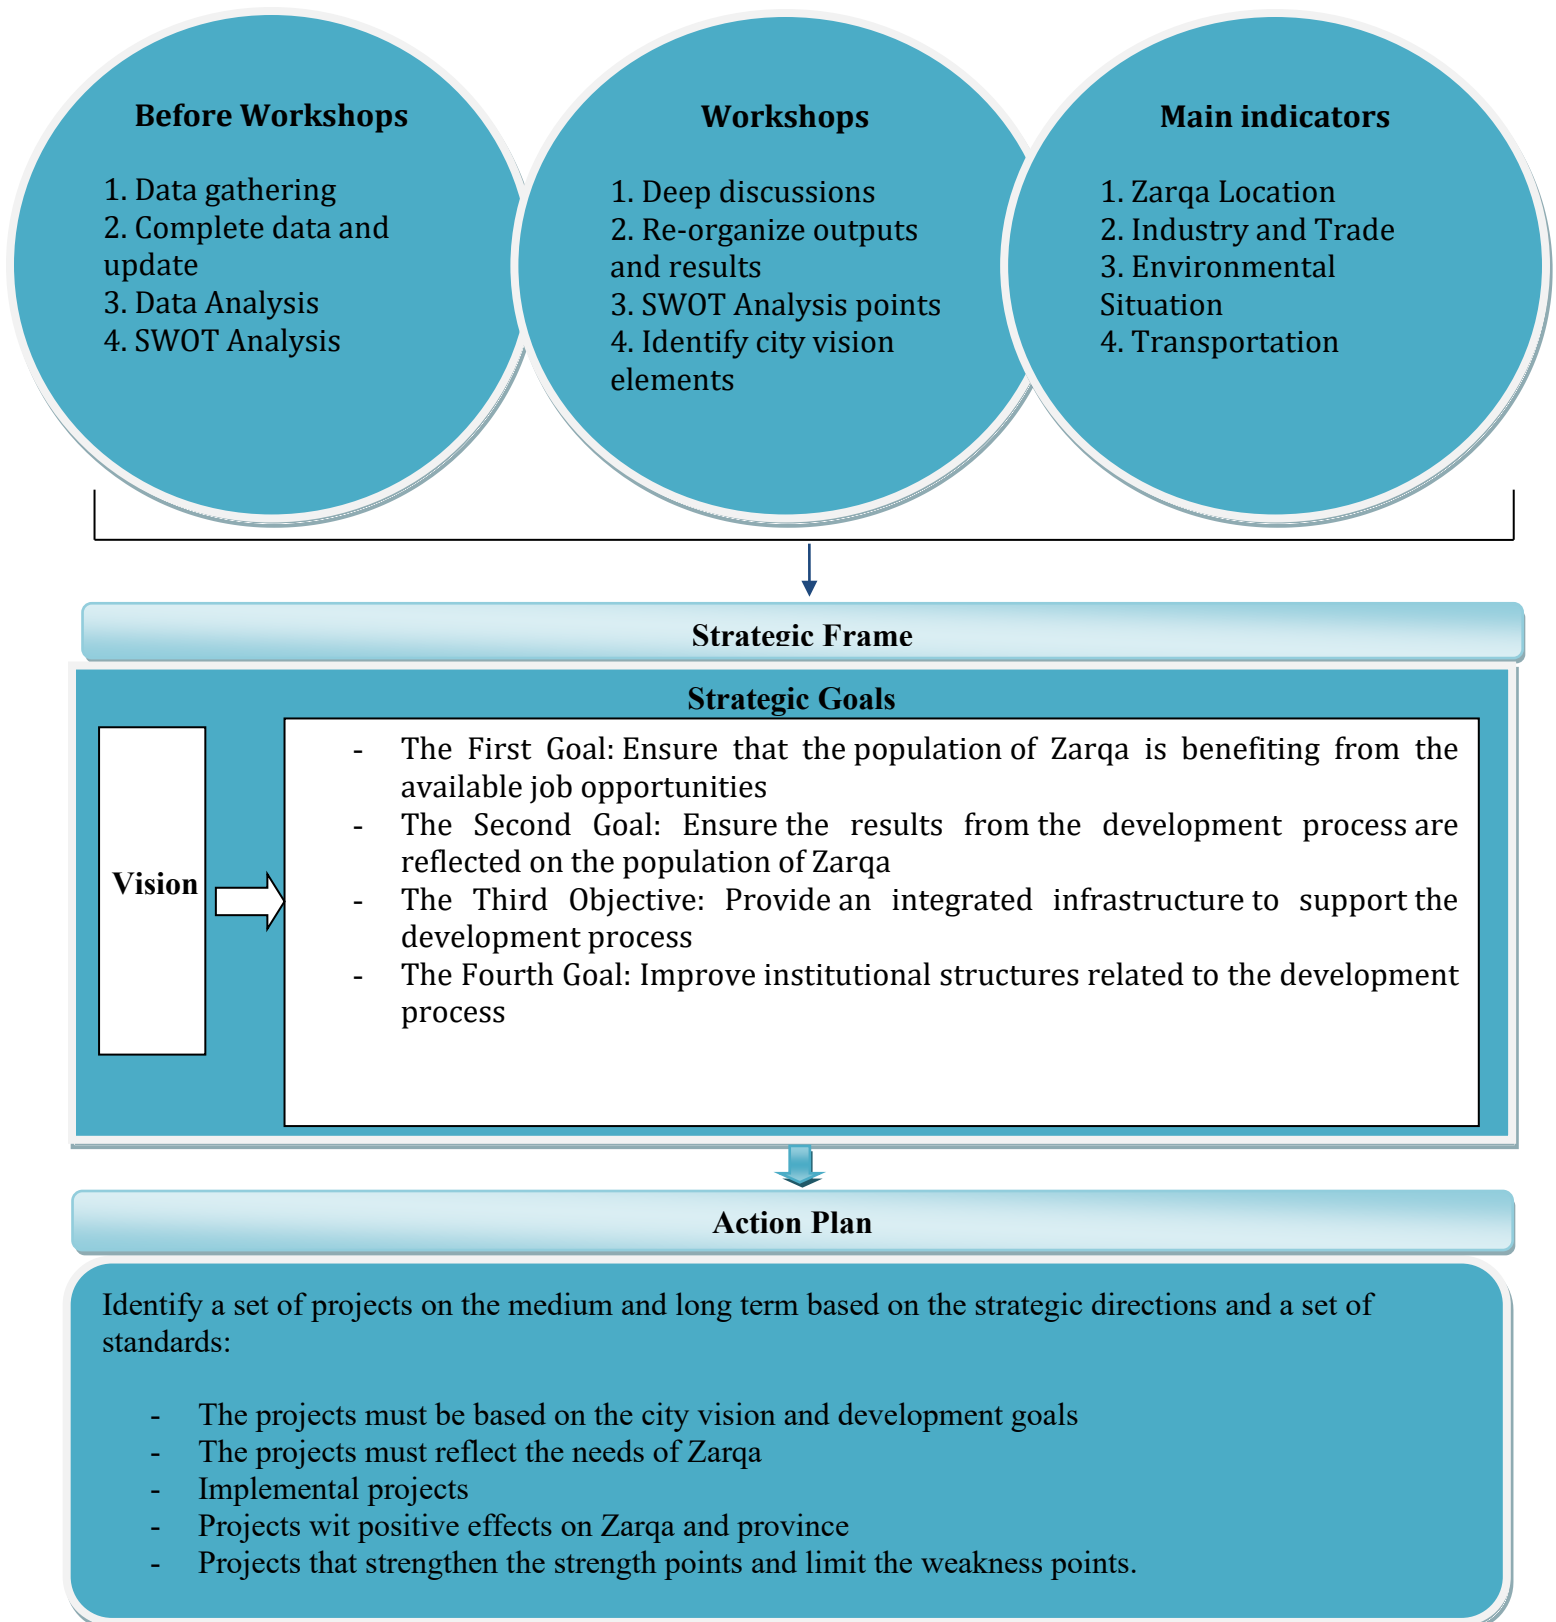 Before Workshops
1. Data gathering
2. Complete data and
update
3. Data Analysis
4. SWOT Analysis
Workshops
1. Deep discussions
2. Re-organize outputs
and results
3. SWOT Analysis points
4. Identify city vision
elements
Main indicators
1. Zarqa Location
2. Industry and Trade
3. Environmental
Situation
4. Transportation
Strategic Frame
Strategic Goals
Vision
- The First Goal: Ensure that the population of Zarqa is benefiting from the
available job opportunities
- The Second Goal: Ensure the results from the development process are
reflected on the population of Zarqa
- The Third Objective: Provide an integrated infrastructure to support the
development process
- The Fourth Goal: Improve institutional structures related to the development
process
Action Plan
Identify a set of projects on the medium and long term based on the strategic directions and a set of
standards:
- The projects must be based on the city vision and development goals
- The projects must reflect the needs of Zarqa
- Implemental projects
- Projects wit positive effects on Zarqa and province
- Projects that strengthen the strength points and limit the weakness points.